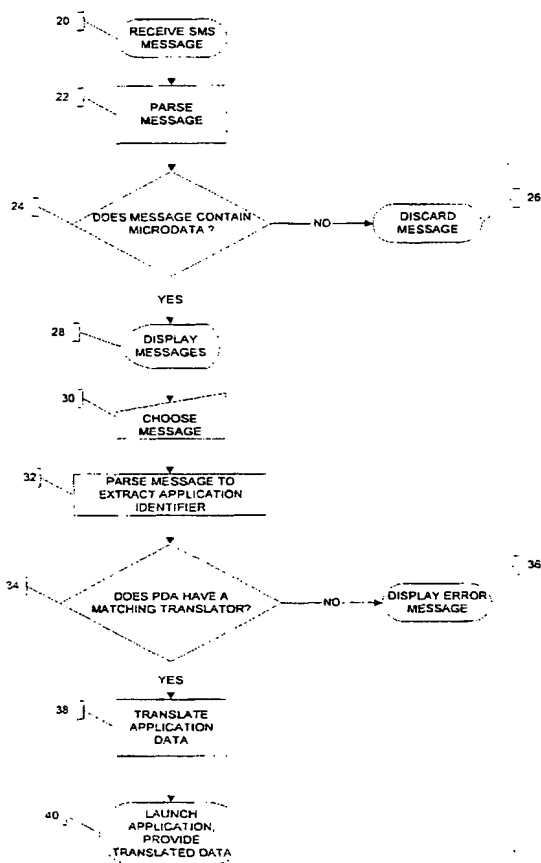 20
RECEIVE SMS
MESSAGE
22
PARSE
MESSAGE
24
DOES MESSAGE CONTAIN
MICRODATA ?
NO
DISCARD
MESSAGE
26
YES
28
DISPLAY
MESSAGES
30
CHOOSE
MESSAGE
32
PARSE MESSAGE TO
EXTRACT APPLICATION
IDENTIFIER
34
DOES PDA HAVE A
MATCHING TRANSLATOR?
NO
DISPLAY ERROR
MESSAGE
36
YES
38
TRANSLATE
APPLICATION
DATA
40
LAUNCH
APPLICATION,
PROVIDE
TRANSLATED DATA